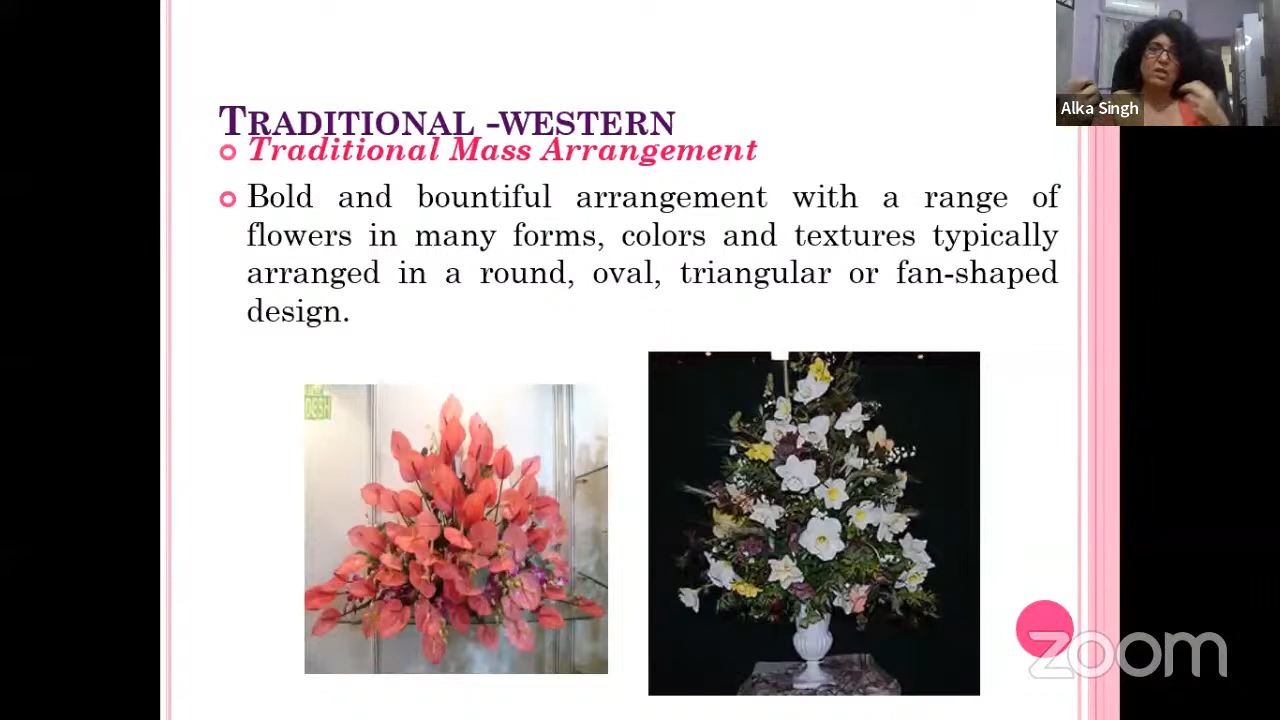 Alka Singh
TRADITIONAL -WESTERN
Traditional Mass Arrangement
Bold and bountiful arrangement with a range of
flowers in many forms, colors and textures typically
arranged in a round, oval, triangular or fan-shaped
design.
DESH
zoom